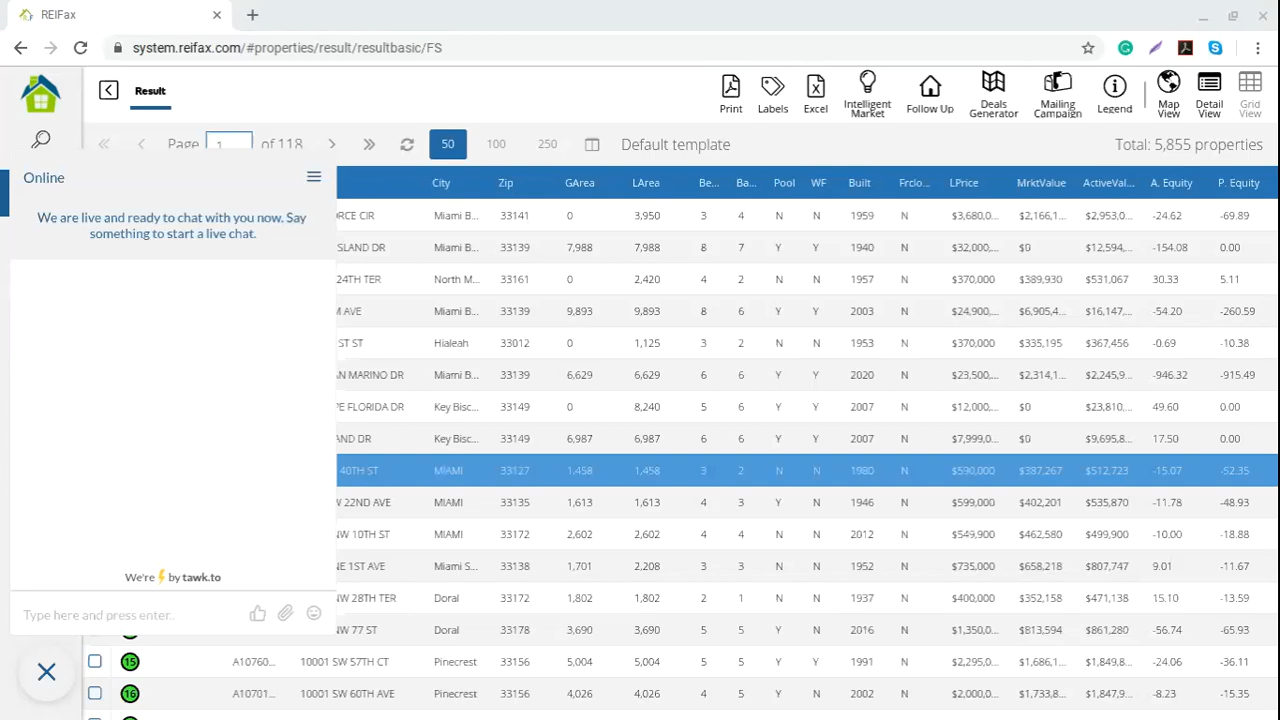 REIFax
system.reifax.com/#properties/result/resultbasic/FS
Result
Print
Labels
Excel
Intelligent
Market
Follow Up
Deals
Generator
Mailing
Campaign
Legend
Map
View
Detail
View
Grid
View
Page 1 of 118 50 100 250 Default template Total: 5,855 properties
Online
We are live and ready to chat with you now. Say
something to start a live chat.
We're by tawk.to
Type here and press enter..
City Zip GArea LArea Be... Ba... Pool WF Built Frclo... LPrice MrktValue ActiveVal... A. Equity P. Equity
ORCE CIR Miami B... 33141 0 3,950 3 4 N N 1959 N $3,680,0... $2,166,1... $2,953,0... -24.62 -69.89
ISLAND DR 33139 7,988 7,988 8 7 Y Y 1940 N $32,000,... $0 $12,594,... -154.08 0.00
24TH TER North M... 33161 0 2,420 4 2 N N 1957 N $370,000 $389,930 $531,067 30.33 5.11
M AVE Miami B... 33139 9,893 9,893 8 6 Y Y 2003 N $24,900,... $6,905,4... $16,147,... -54.20 -260.59
ST ST Hialeah 33012 0 1,125 3 2 N N 1953 N $370,000 $335,195 $367,456 -0.69 -10.38
AN MARINO DR Miami B... 33139 6,629 6,629 6 6 Y Y 2020 N $23,500,... $2,314,1... $2,245,9... -946.32 -915.49
E FLORIDA DR Key Bisc... 33149 0 8,240 5 6 Y Y 2007 N $12,000,... $0 $23,810,... 49.60 0.00
AND DR Key Bisc... 33149 6,987 6,987 6 6 Y Y 2007 N $7,999,0... $0 $9,695,8... 17.50 0.00
40TH ST MIAMI 33127 1,458 1,458 3 2 N N 1980 N $590,000 $387,267 $512,723 -15.07 -52.35
W 22ND AVE MIAMI 33135 1,613 1,613 4 3 Y N 1946 N $599,000 $402,201 $535,870 -11.78 -48.93
NW 10TH ST MIAMI 33172 2,602 2,602 4 4 N N 2012 N $549,900 $462,580 $499,900 -10.00 -18.88
NE 1ST AVE Miami S... 33138 1,701 2,208 3 3 N N 1952 N $735,000 $658,218 $807,747 9.01 -11.67
NW 28TH TER Doral 33172 1,802 1,802 2 1 N N 1937 N $400,000 $352,158 $471,138 15.10 -13.59
NW 77 ST Doral 33178 3,690 3,690 5 5 Y N 2016 N $1,350,0... $813,594 $861,280 -56.74 -65.93
15 A10760... 10001 SW 57TH CT Pinecrest 33156 5,004 5,004 5 5 Y Y 1991 N $2,295,0... $1,686,1... $1,849,8... -24.06 -36.11
16 A10701... 10001 SW 60TH AVE Pinecrest 33156 4,026 4,026 4 5 Y N 2002 N $2,000,0... $1,733,8... $1,847,9... -8.23 -15.35